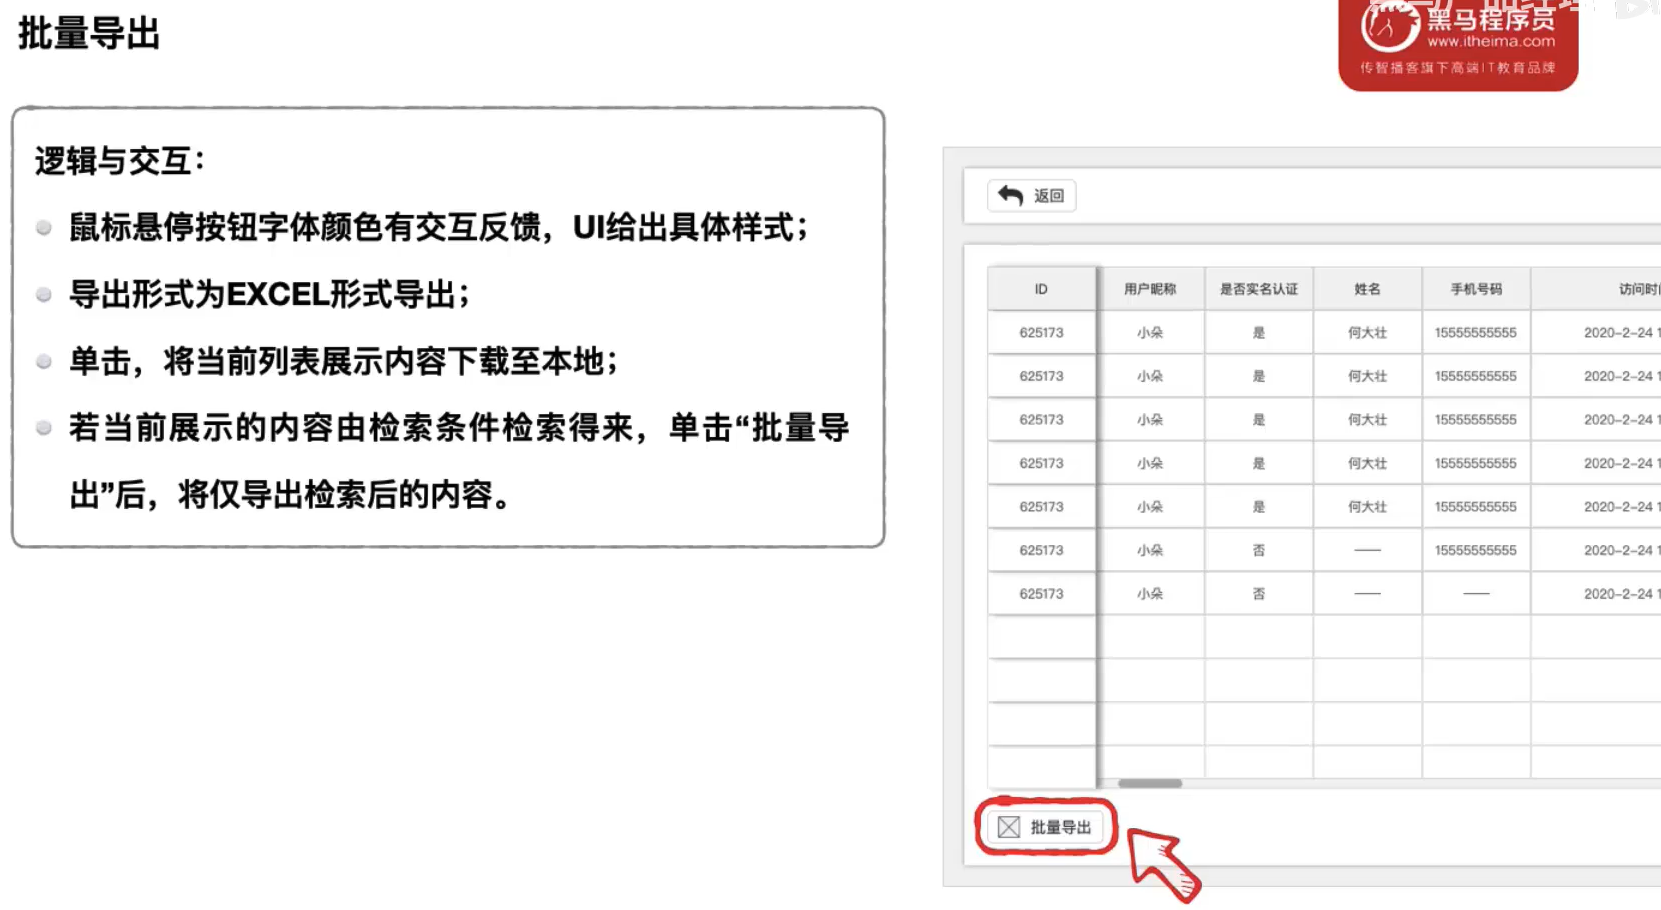 批量导出
黑马程序员
www.itheima.com
传智播客旗下高端IT教育品牌
逻辑与交互：
鼠标悬停按钮字体颜色有交互反馈，UI给出具体样式；
导出形式为EXCEL形式导出；
单击，将当前列表展示内容下载至本地；
若当前展示的内容由检索条件检索得来，单击“批量导
出”后，将仅导出检索后的内容。
返回
ID 用户昵称 是否实名认证 姓名 手机号码 访问时
625173 小朵 是 何大壮 15555555555 2020-2-24 1
625173 小朵 是 何大壮 15555555555 2020-2-24 1
625173 小朵 是 何大壮 15555555555 2020-2-24 1
625173 小朵 是 何大壮 15555555555 2020-2-24 1
625173 小朵 是 何大壮 15555555555 2020-2-24 1
625173 小朵 否 —— 15555555555 2020-2-24 1
625173 小朵 否 —— —— 2020-2-24 1
批量导出